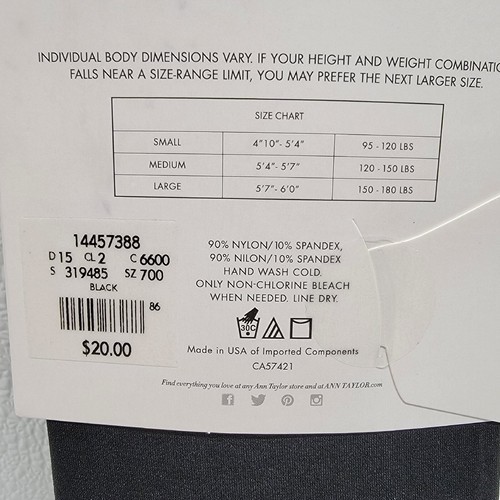 INDIVIDUAL BODY DIMENSIONS VARY. IF YOUR HEIGHT AND WEIGHT COMBINATIO
FALLS NEAR A SIZE-RANGE LIMIT, YOU MAY PREFER THE NEXT LARGER SIZE.
SIZE CHART
SMALL 4"10"- 5'4" 95 - 120 LBS
MEDIUM 5'4"- 5'7" 120 - 150 LBS
LARGE 5'7"- 6'0" 150 - 180 LBS
14457388
D 15 CL 2 C 6600
S 319485 SZ 700
BLACK
86
$20.00
90% NYLON/10% SPANDEX,
90% NILON/10% SPANDEX
HAND WASH COLD.
ONLY NON-CHLORINE BLEACH
WHEN NEEDED. LINE DRY.
30C
Made in USA of Imported Components
CA57421
Find everything you love at any Ann Taylor store and at ANN TAYLOR.com